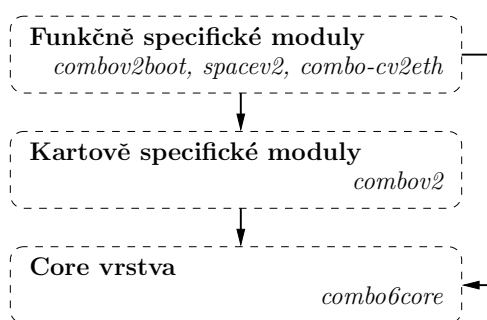 Funkčně specifické moduly
combov2boot, spacev2, combo-cv2eth
Kartově specifické moduly
combov2
Core vrstva
combo6core